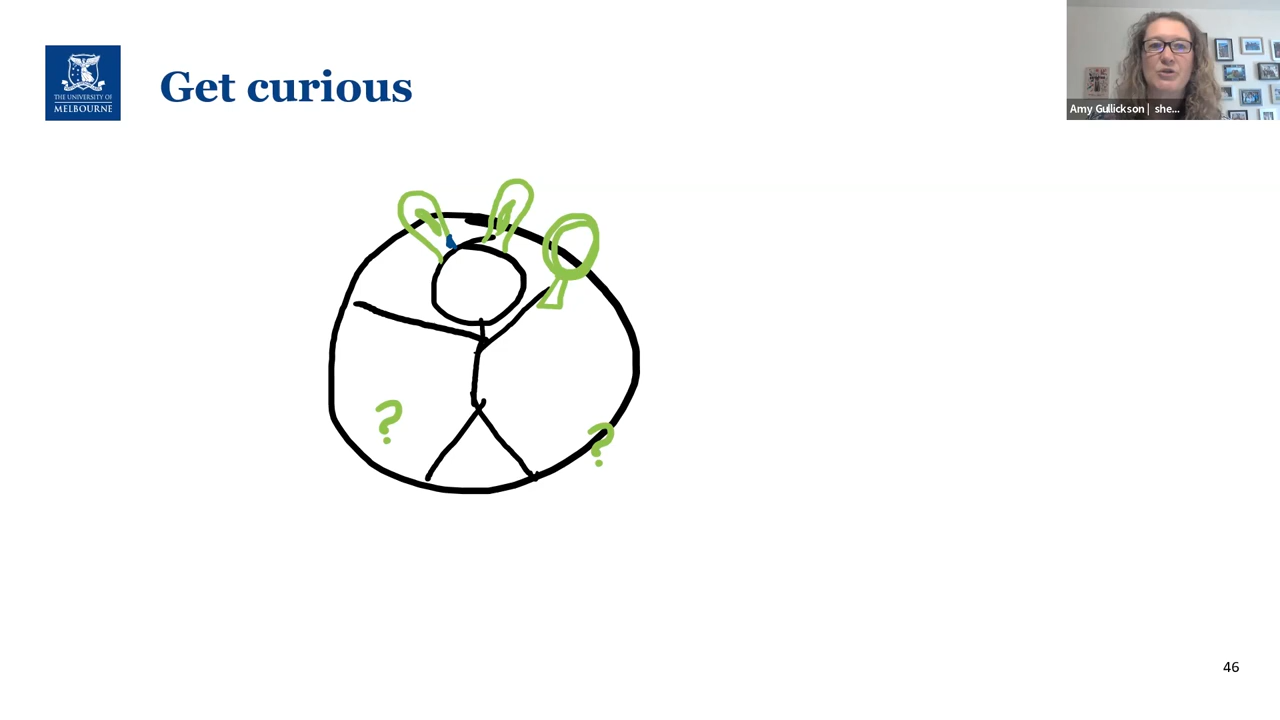 THE UNIVERSITY OF
MELBOURNE
Get curious
Amy Gullickson | she...
?
?
46